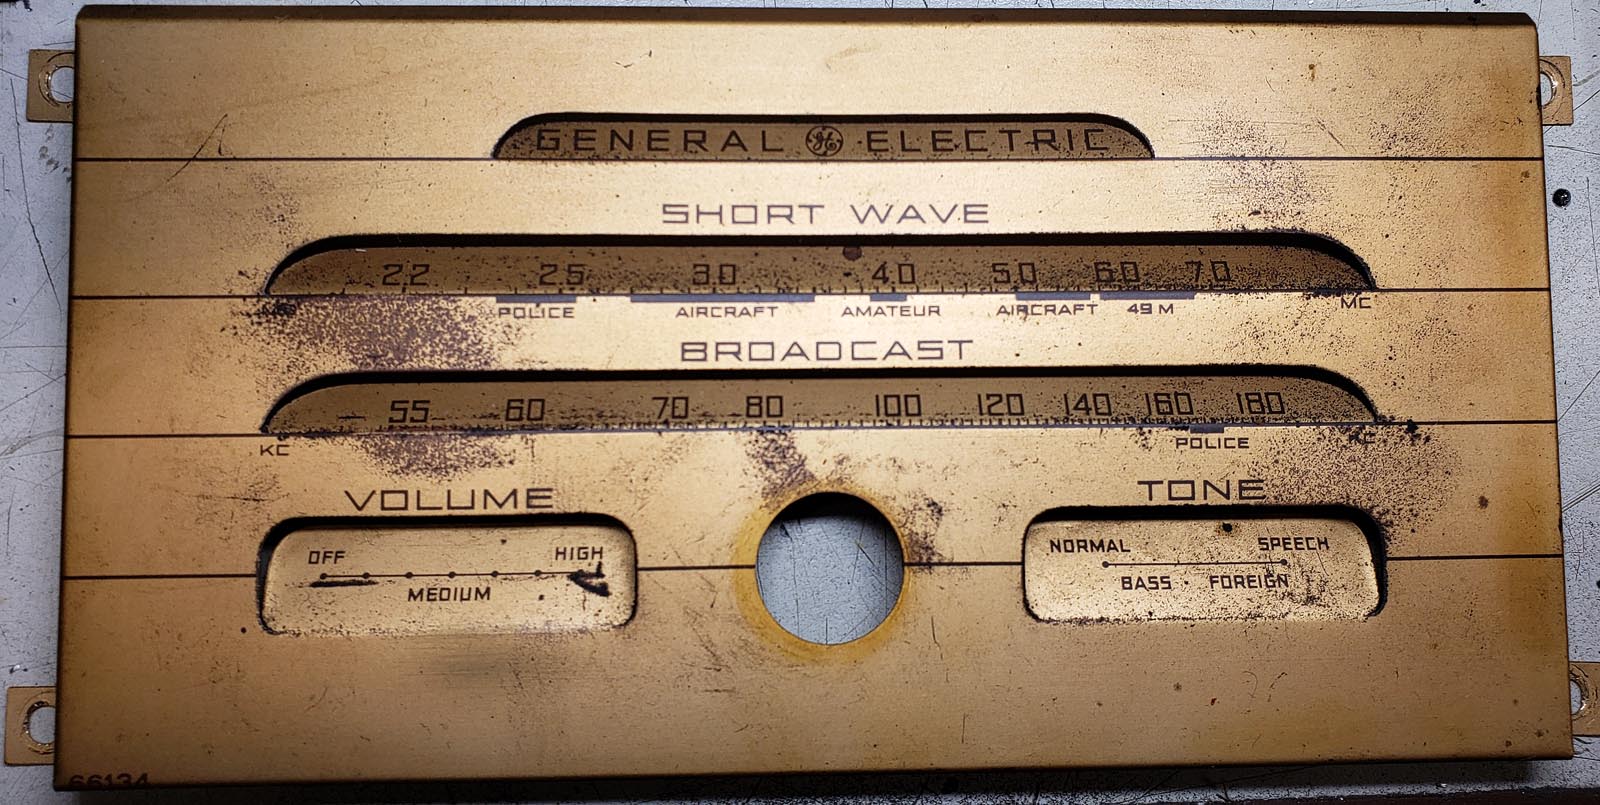 GENERAL GE ELECTRIC
SHORT WAVE
2.2 2.5 3.0 4.0 5.0 6.0 7.0
MC
POLICE AIRCRAFT AMATEUR AIRCRAFT 49 M
BROADCAST
55 60 70 80 100 120 140 160 180
KC POLICE KC
VOLUME TONE
OFF HIGH
MEDIUM
NORMAL SPEECH
BASS FOREIGN
66134